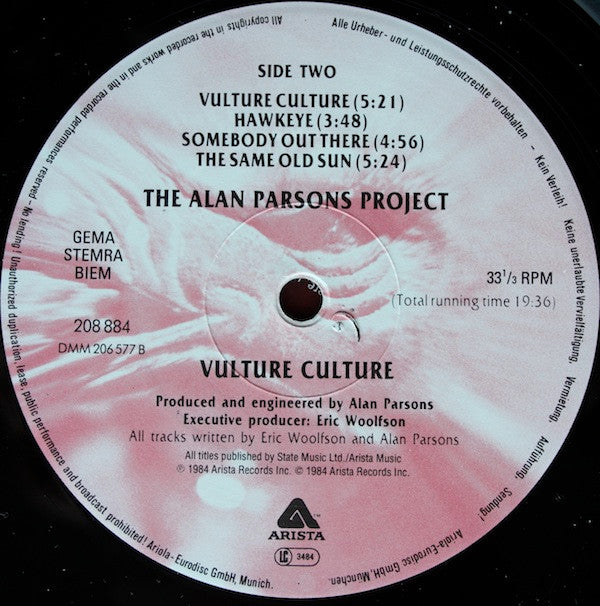 SIDE TWO
VULTURE CULTURE (5:21)
HAWKEYE (3:48)
SOMEBODY OUT THERE (4:56)
THE SAME OLD SUN (5:24)
THE ALAN PARSONS PROJECT
GEMA
STEMRA
BIEM
33 1/3 RPM
(Total running time 19:36)
208 884
DMM 206 577 B
VULTURE CULTURE
Produced and engineered by Alan Parsons
Executive producer: Eric Woolfson
All tracks written by Eric Woolfson and Alan Parsons
All titles published by State Music Ltd./Arista Music
℗ 1984 Arista Records Inc. © 1984 Arista Records Inc.
ARISTA™
LC 3484
Alle Urheber- und Leistungsschutzrechte vorbehalten – Kein Verleih! Keine unerlaubte Vervielfältigung, Vermietung, Aufführung, Sendung! Ariola-Eurodisc GmbH, München
All copyrights in the recorded works and in the recorded performances reserved - No lending! Unauthorized duplication, lease, public performance and broadcast prohibited! Ariola-Eurodisc GmbH, Munich.